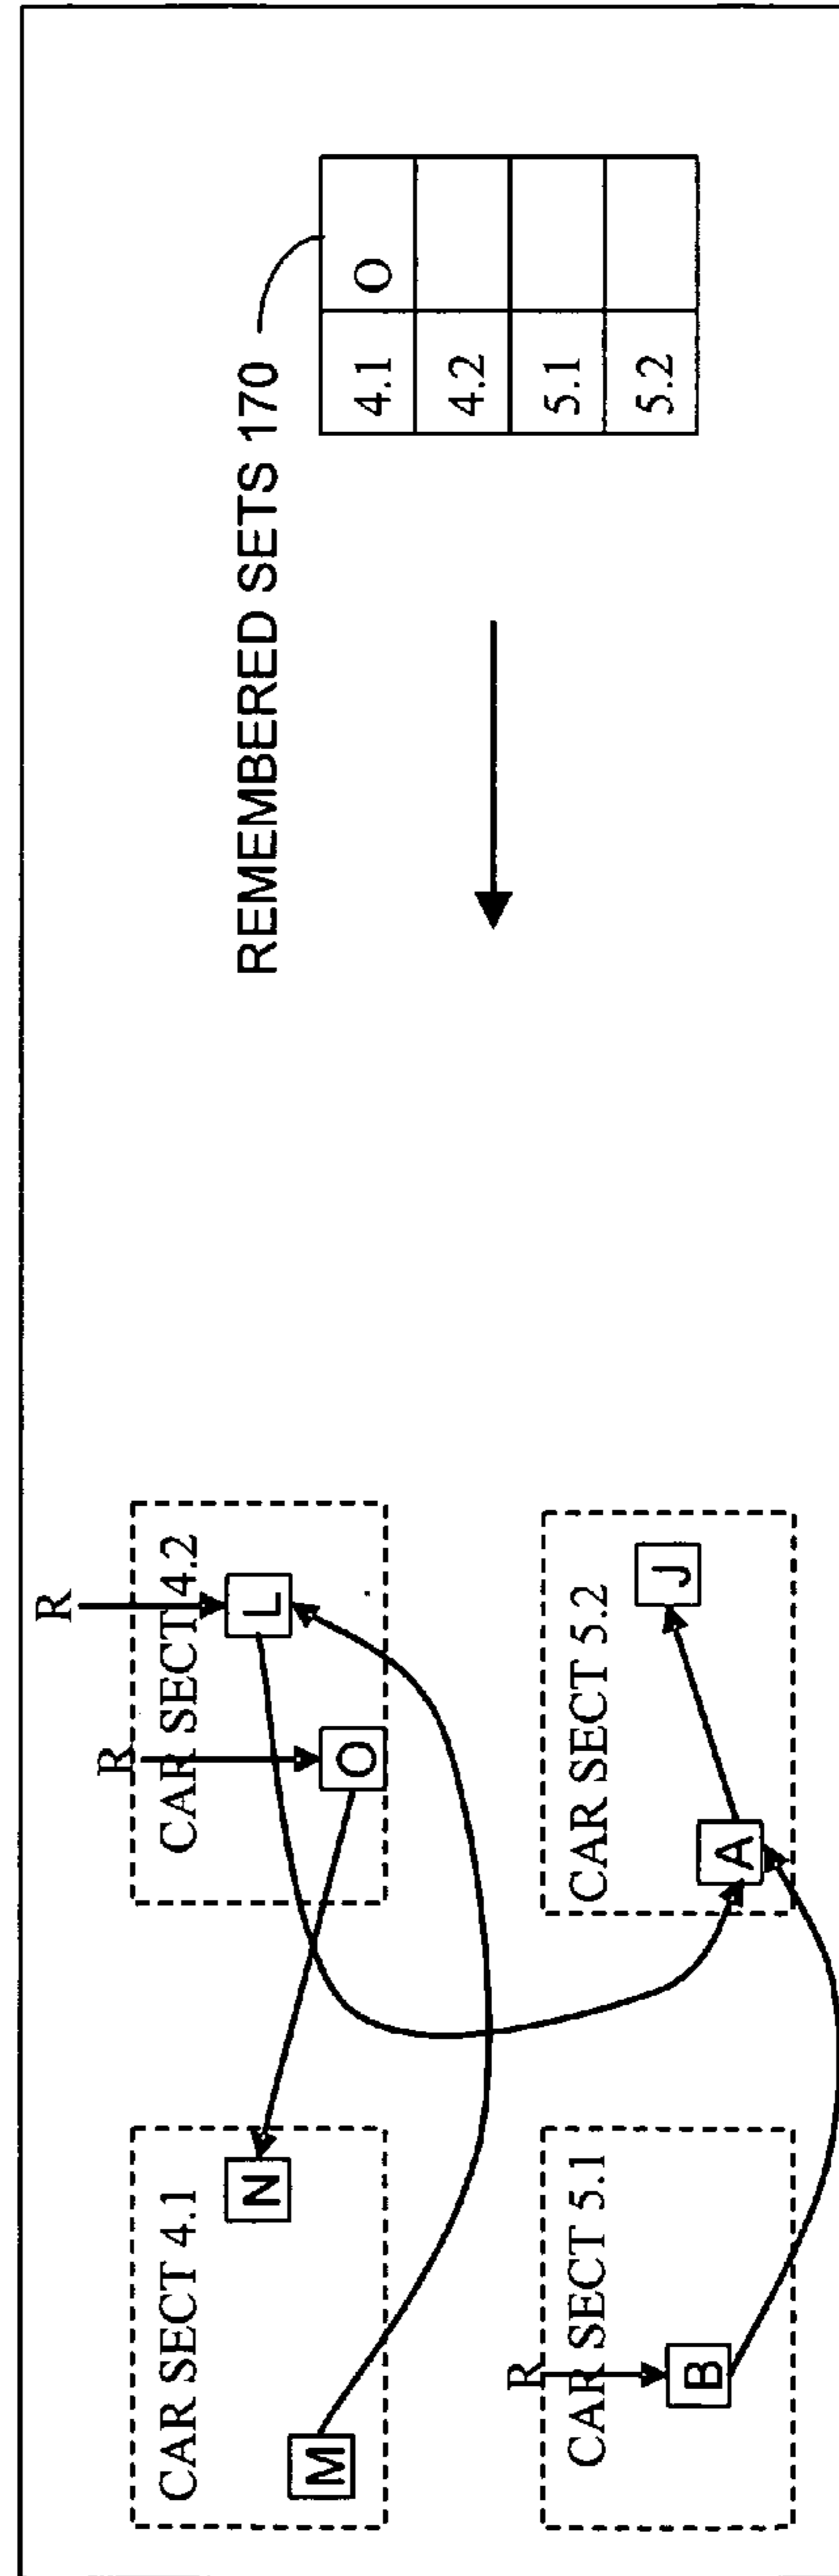 REMEMBERED SETS 170
4.1 O
4.2
5.1
5.2
R
R
CAR SECT 4.1
CAR SECT 4.2
N
L
M
O
R
CAR SECT 5.1
CAR SECT 5.2
B
A
J